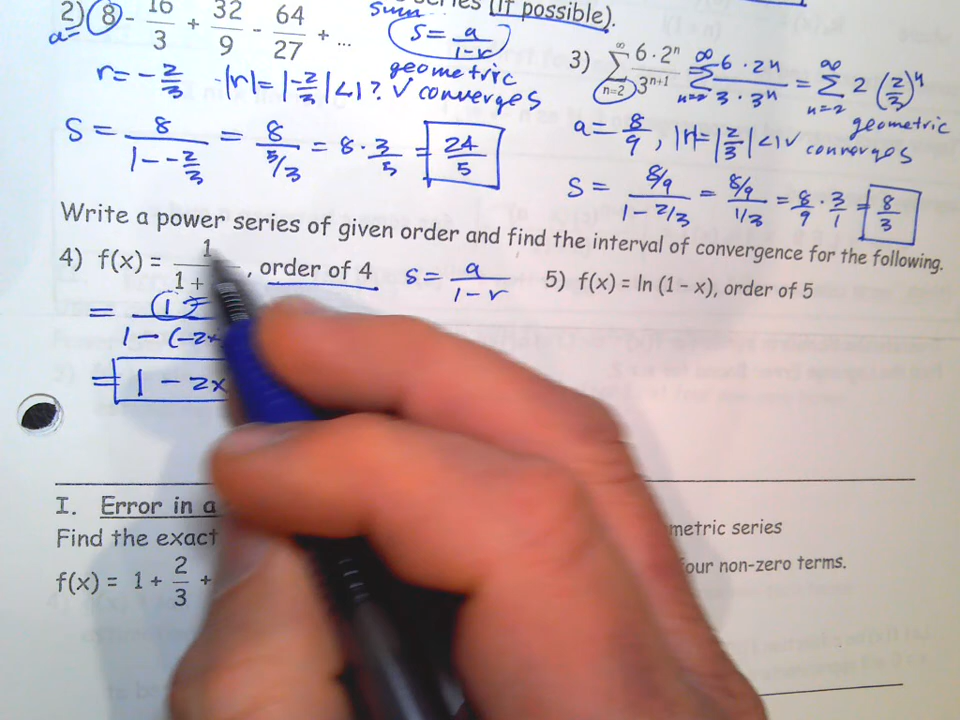 (if possible).
2) 8 - 16/3 + 32/9 - 64/27 + ...
a=
sum
S = a/(1-r)
geometric
r = -2/3 |r| = |-2/3| < 1? ✓ converges
S = 8/(1 - -2/3) = 8/(5/3) = 8 · 3/5 = 24/5
3) ∞ Σ n=2 6·2ⁿ/3ⁿ⁺¹ ∞ Σ n=2 6·2ⁿ/3·3ⁿ = ∞ Σ n=2 2(2/3)ⁿ
geometric
a = 8/9, |r| = |2/3| < 1 ✓ converges
S = (8/9)/(1 - 2/3) = (8/9)/(1/3) = 8/9 · 3/1 = 8/3
Write a power series of given order and find the interval of convergence for the following.
4) f(x) = 1/1 + , order of 4 S = a/(1-r)
= 1/1 - (-2x
= 1 - 2x
5) f(x) = ln (1 - x), order of 5
I. Error in a
Find the exact
metric series
four non-zero terms.
f(x) = 1 + 2/3 +